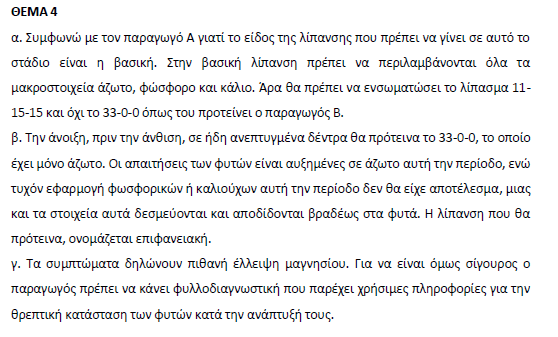 ΘΕΜΑ 4
α. Συμφωνώ με τον παραγωγό Α γιατί το είδος της λίπανσης που πρέπει να γίνει σε αυτό το
στάδιο είναι η βασική. Στην βασική λίπανση πρέπει να περιλαμβάνονται όλα τα
μακροστοιχεία άζωτο, φώσφορο και κάλιο. Άρα θα πρέπει να ενσωματώσει το λίπασμα 11-
15-15 και όχι το 33-0-0 όπως του προτείνει ο παραγωγός Β.
β. Την άνοιξη, πριν την άνθιση, σε ήδη ανεπτυγμένα δέντρα θα πρότεινα το 33-0-0, το οποίο
έχει μόνο άζωτο. Οι απαιτήσεις των φυτών είναι αυξημένες σε άζωτο αυτή την περίοδο, ενώ
τυχόν εφαρμογή φωσφορικών ή καλιούχων αυτή την περίοδο δεν θα είχε αποτέλεσμα, μιας
και τα στοιχεία αυτά δεσμεύονται και αποδίδονται βραδέως στα φυτά. Η λίπανση που θα
πρότεινα, ονομάζεται επιφανειακή.
γ. Τα συμπτώματα δηλώνουν πιθανή έλλειψη μαγνησίου. Για να είναι όμως σίγουρος ο
παραγωγός πρέπει να κάνει φυλλοδιαγνωστική που παρέχει χρήσιμες πληροφορίες για την
θρεπτική κατάσταση των φυτών κατά την ανάπτυξή τους.